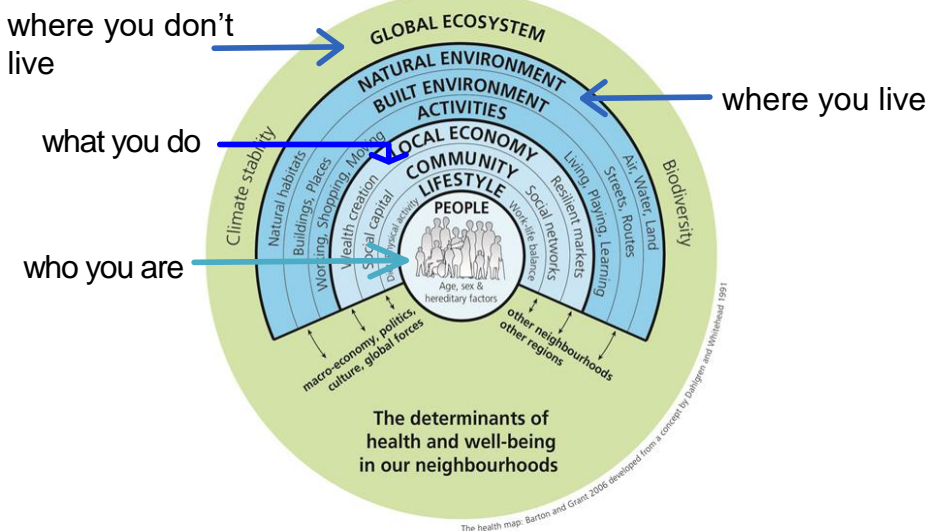 where you don't
live
where you live
what you do
who you are
GLOBAL ECOSYSTEM
NATURAL ENVIRONMENT
BUILT ENVIRONMENT
ACTIVITIES
LOCAL ECONOMY
COMMUNITY
LIFESTYLE
PEOPLE
Age, sex &
hereditary factors
Climate stability
Biodiversity
Natural habitats
Buildings, Places
Working, Shopping, Moving
Wealth creation
Social capital
physical activity
Work-life balance
Social networks
Resilient markets
Living, Playing, Learning
Streets, Routes
Air, Water, Land
macro-economy, politics,
culture, global forces
other neighbourhoods
other regions
The determinants of
health and well-being
in our neighbourhoods
The health map: Barton and Grant 2006 developed from a concept by Dahlgren and Whitehead 1991